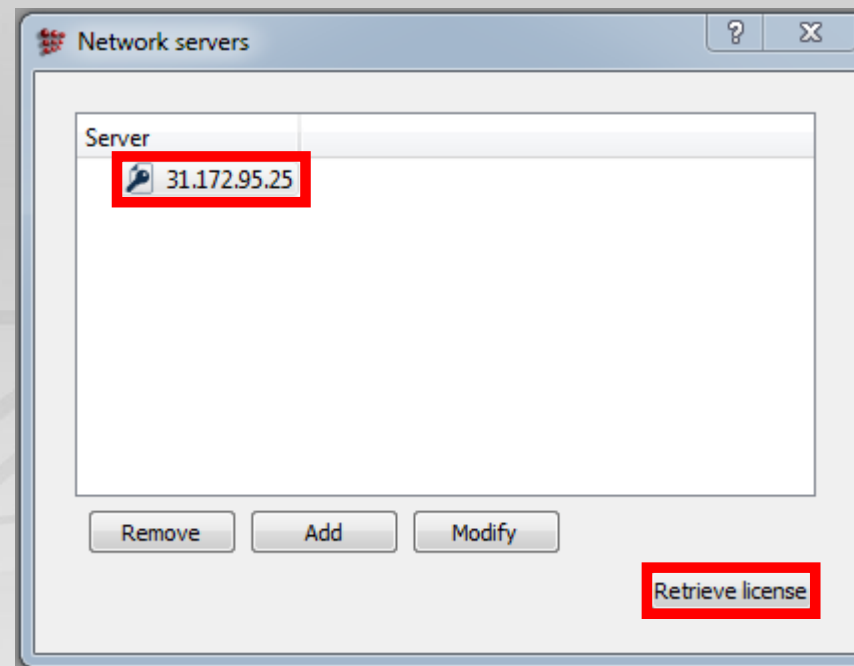 Network servers
Server
31.172.95.25
Remove Add Modify
Retrieve license